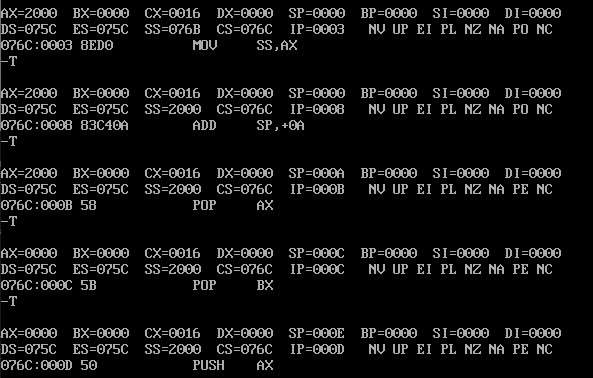 AX=2000  BX=0000  CX=0016  DX=0000  SP=0000  BP=0000  SI=0000  DI=0000
DS=075C  ES=075C  SS=076B  CS=076C  IP=0003   NV UP EI PL NZ NA PO NC
076C:0003 8ED0          MOV     SS,AX
-T
AX=2000  BX=0000  CX=0016  DX=0000  SP=0000  BP=0000  SI=0000  DI=0000
DS=075C  ES=075C  SS=2000  CS=076C  IP=0008   NV UP EI PL NZ NA PO NC
076C:0008 83C40A        ADD     SP,+0A
-T
AX=2000  BX=0000  CX=0016  DX=0000  SP=000A  BP=0000  SI=0000  DI=0000
DS=075C  ES=075C  SS=2000  CS=076C  IP=000B   NV UP EI PL NZ NA PE NC
076C:000B 58            POP     AX
-T
AX=0000  BX=0000  CX=0016  DX=0000  SP=000C  BP=0000  SI=0000  DI=0000
DS=075C  ES=075C  SS=2000  CS=076C  IP=000C   NV UP EI PL NZ NA PE NC
076C:000C 5B            POP     BX
-T
AX=0000  BX=0000  CX=0016  DX=0000  SP=000E  BP=0000  SI=0000  DI=0000
DS=075C  ES=075C  SS=2000  CS=076C  IP=000D   NV UP EI PL NZ NA PE NC
076C:000D 50            PUSH    AX